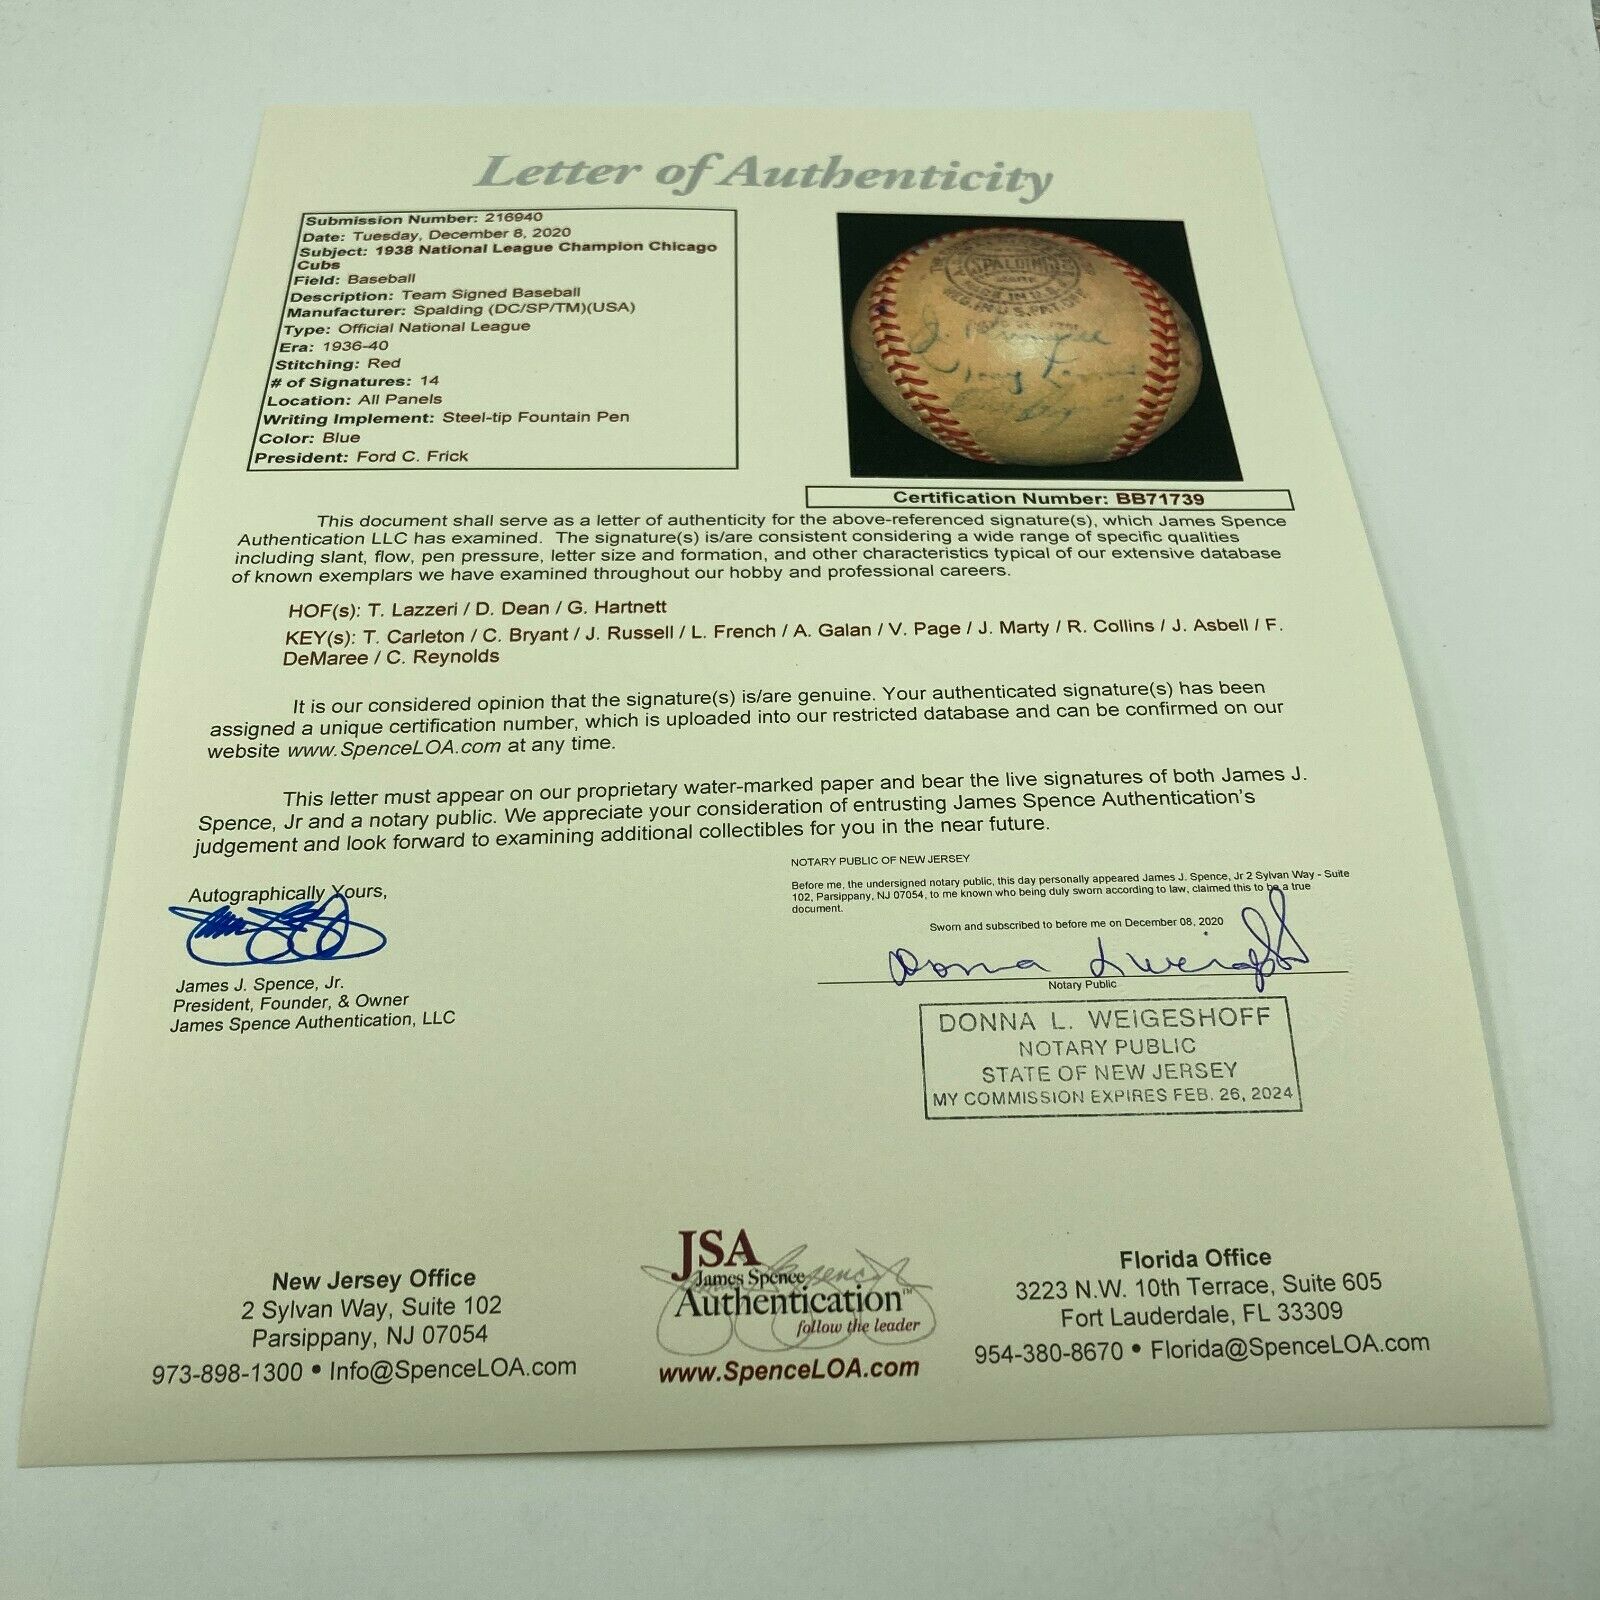 Letter of Authenticity
Submission Number: 216940
Date: Tuesday, December 8, 2020
Subject: 1938 National League Champion Chicago
Cubs
Field: Baseball
Description: Team Signed Baseball
Manufacturer: Spalding (DC/SP/TM)(USA)
Type: Official National League
Era: 1936-40
Stitching: Red
# of Signatures: 14
Location: All Panels
Writing Implement: Steel-tip Fountain Pen
Color: Blue
President: Ford C. Frick
SPALDING
MADE IN U.S.A.
REG. IN U.S. PAT. OFF.
Tony Lazzeri
Certification Number: BB71739
This document shall serve as a letter of authenticity for the above-referenced signature(s), which James Spence
Authentication LLC has examined. The signature(s) is/are consistent considering a wide range of specific qualities
including slant, flow, pen pressure, letter size and formation, and other characteristics typical of our extensive database
of known exemplars we have examined throughout our hobby and professional careers.
HOF(s): T. Lazzeri / D. Dean / G. Hartnett
KEY(s): T. Carleton / C. Bryant / J. Russell / L. French / A. Galan / V. Page / J. Marty / R. Collins / J. Asbell / F.
DeMaree / C. Reynolds
It is our considered opinion that the signature(s) is/are genuine. Your authenticated signature(s) has been
assigned a unique certification number, which is uploaded into our restricted database and can be confirmed on our
website www.SpenceLOA.com at any time.
This letter must appear on our proprietary water-marked paper and bear the live signatures of both James J.
Spence, Jr and a notary public. We appreciate your consideration of entrusting James Spence Authentication's
judgement and look forward to examining additional collectibles for you in the near future.
NOTARY PUBLIC OF NEW JERSEY
Before me, the undersigned notary public, this day personally appeared James J. Spence, Jr 2 Sylvan Way - Suite
102, Parsippany, NJ 07054, to me known who being duly sworn according to law, claimed this to be a true
document.
Sworn and subscribed to before me on December 08, 2020
Donna L Weigeshoff
Notary Public
Autographically Yours,
James J. Spence, Jr.
President, Founder, & Owner
James Spence Authentication, LLC
DONNA L. WEIGESHOFF
NOTARY PUBLIC
STATE OF NEW JERSEY
MY COMMISSION EXPIRES FEB. 26, 2024
New Jersey Office
2 Sylvan Way, Suite 102
Parsippany, NJ 07054
973-898-1300 • Info@SpenceLOA.com
JSA
James Spence
Authentication™
follow the leader
www.SpenceLOA.com
Florida Office
3223 N.W. 10th Terrace, Suite 605
Fort Lauderdale, FL 33309
954-380-8670 • Florida@SpenceLOA.com